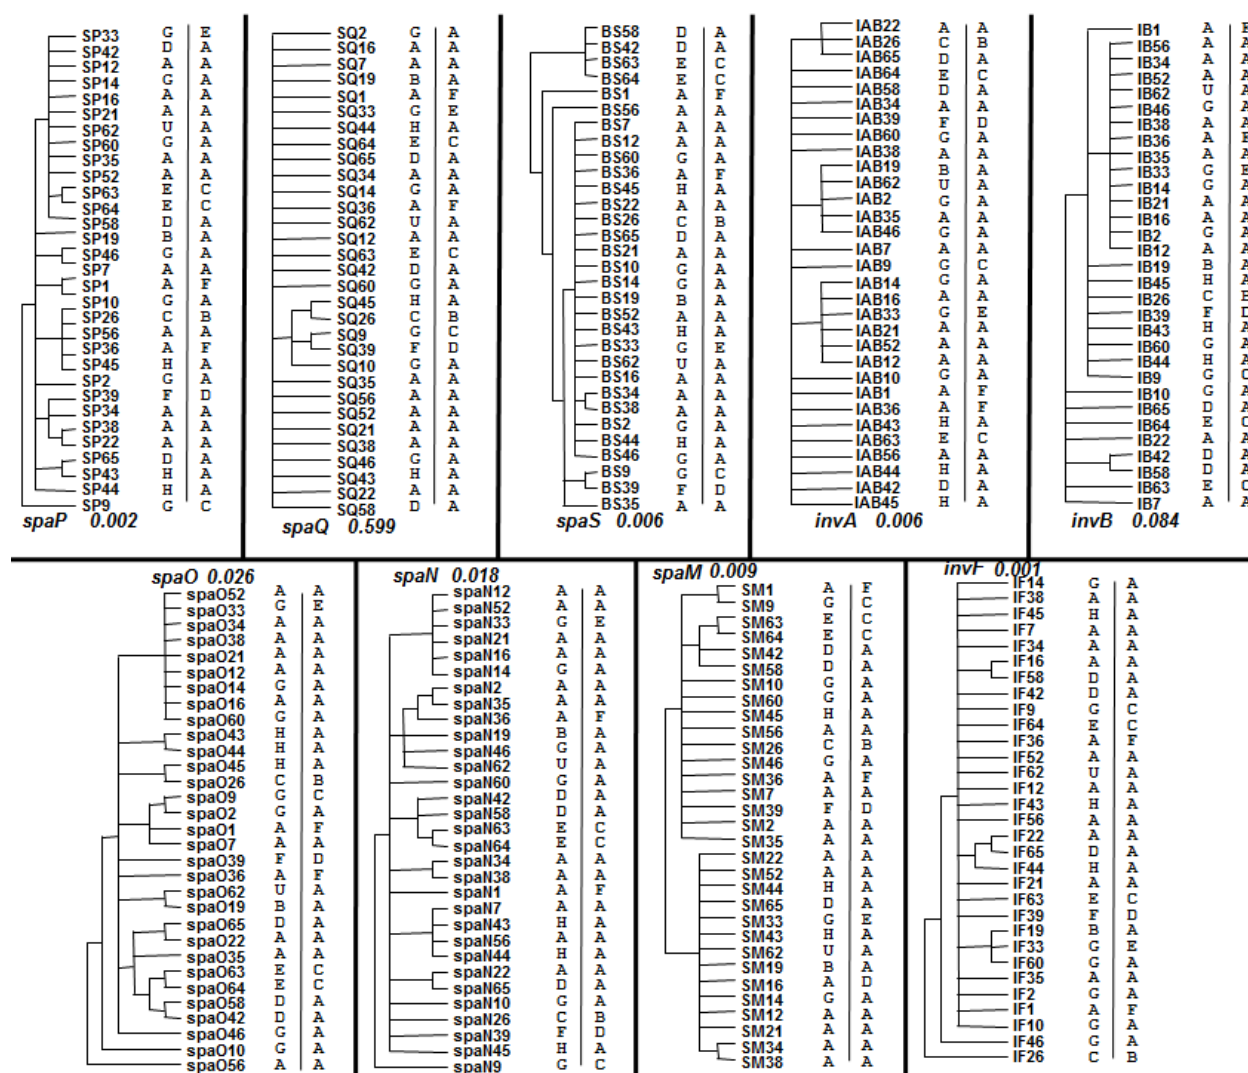 SP33 G E
SP42 D A
SP12 A A
SP14 G A
SP16 A A
SP21 A A
SP62 U A
SP60 G A
SP35 A A
SP52 A A
SP63 E C
SP64 E C
SP58 D A
SP19 B A
SP46 G A
SP7 A A
SP1 A F
SP10 G A
SP26 C B
SP56 A A
SP36 A F
SP45 H A
SP2 G A
SP39 F D
SP34 A A
SP38 A A
SP22 A A
SP65 D A
SP43 H A
SP44 H A
SP9 G C
spaP 0.002
SQ2 G A
SQ16 A A
SQ7 A A
SQ19 B A
SQ1 A F
SQ33 G E
SQ44 H A
SQ64 E C
SQ65 D A
SQ34 A A
SQ14 G A
SQ36 A F
SQ62 U A
SQ12 A A
SQ63 E C
SQ42 D A
SQ60 G A
SQ45 H A
SQ26 C B
SQ9 G C
SQ39 F D
SQ10 G A
SQ35 A A
SQ56 A A
SQ52 A A
SQ21 A A
SQ38 A A
SQ46 G A
SQ43 H A
SQ22 A A
SQ58 D A
spaQ 0.599
BS58 D A
BS42 D A
BS63 E C
BS64 E C
BS1 A F
BS56 A A
BS7 A A
BS12 A A
BS60 G A
BS36 A F
BS45 H A
BS22 A A
BS26 C B
BS65 D A
BS21 A A
BS10 G A
BS14 G A
BS19 B A
BS52 A A
BS43 H A
BS33 G E
BS62 U A
BS16 A A
BS34 A A
BS38 A A
BS2 G A
BS44 H A
BS46 G A
BS9 G C
BS39 F D
BS35 A A
spaS 0.006
IAB22 A A
IAB26 C B
IAB65 D A
IAB64 E C
IAB58 D A
IAB34 A A
IAB39 F D
IAB60 G A
IAB38 A A
IAB19 B A
IAB62 U A
IAB2 G A
IAB35 A A
IAB46 G A
IAB7 A A
IAB9 G C
IAB14 G A
IAB16 A A
IAB33 G E
IAB21 A A
IAB52 A A
IAB12 A A
IAB10 G A
IAB1 A F
IAB36 A F
IAB43 H A
IAB63 E C
IAB56 A A
IAB44 H A
IAB42 D A
IAB45 H A
invA 0.006
IB1 A
IB56 A A
IB34 A A
IB52 A A
IB62 U A
IB46 G A
IB38 A A
IB36 A
IB35 A A
IB33 G E
IB14 G A
IB21 A A
IB16 A A
IB2 G A
IB12 A A
IB19 B A
IB45 H A
IB26 C B
IB39 F D
IB43 H A
IB60 G A
IB44 H A
IB9 G C
IB10 G A
IB65 D A
IB64 E C
IB22 A A
IB42 D A
IB58 D A
IB63 E C
IB7 A A
invB 0.084
spaO 0.026
spaO52 A A
spaO33 G E
spaO34 A A
spaO38 A A
spaO21 A A
spaO12 A A
spaO14 G A
spaO16 A A
spaO60 G A
spaO43 H A
spaO44 H A
spaO45 H A
spaO26 C B
spaO9 G C
spaO2 G A
spaO1 A F
spaO7 A A
spaO39 F D
spaO36 A F
spaO62 U A
spaO19 B A
spaO65 D A
spaO22 A A
spaO35 A A
spaO63 E C
spaO64 E C
spaO58 D A
spaO42 D A
spaO46 G A
spaO10 G A
spaO56 A A
spaN 0.018
spaN12 A A
spaN52 A A
spaN33 G E
spaN21 A A
spaN16 A A
spaN14 G A
spaN2 A A
spaN35 A A
spaN36 A F
spaN19 B A
spaN46 G A
spaN62 U A
spaN60 G A
spaN42 D A
spaN58 D A
spaN63 E C
spaN64 E C
spaN34 A A
spaN38 A A
spaN1 A F
spaN7 A A
spaN43 H A
spaN56 A A
spaN44 H A
spaN22 A A
spaN65 D A
spaN10 G A
spaN26 C B
spaN39 F D
spaN45 H A
spaN9 G C
spaM 0.009
SM1 A F
SM9 G C
SM63 E C
SM64 E C
SM42 D A
SM58 D A
SM10 G A
SM60 G A
SM45 H A
SM56 A A
SM26 C B
SM46 G A
SM36 A F
SM7 A A
SM39 F D
SM2 A A
SM35 A A
SM22 A A
SM52 A A
SM44 H A
SM65 D A
SM33 G E
SM43 H A
SM62 U A
SM19 B A
SM16 A D
SM14 G A
SM12 A A
SM21 A A
SM34 A A
SM38 A A
invF 0.001
IF14 G A
IF38 A A
IF45 H A
IF7 A A
IF34 A A
IF16 A A
IF58 D A
IF42 D A
IF9 G C
IF64 E C
IF36 A F
IF52 A A
IF62 U A
IF12 A A
IF43 H A
IF56 A A
IF22 A A
IF65 D A
IF44 H A
IF21 A A
IF63 E C
IF39 F D
IF19 B A
IF33 G E
IF60 G A
IF35 A A
IF2 G A
IF1 A F
IF10 G A
IF46 G A
IF26 C B